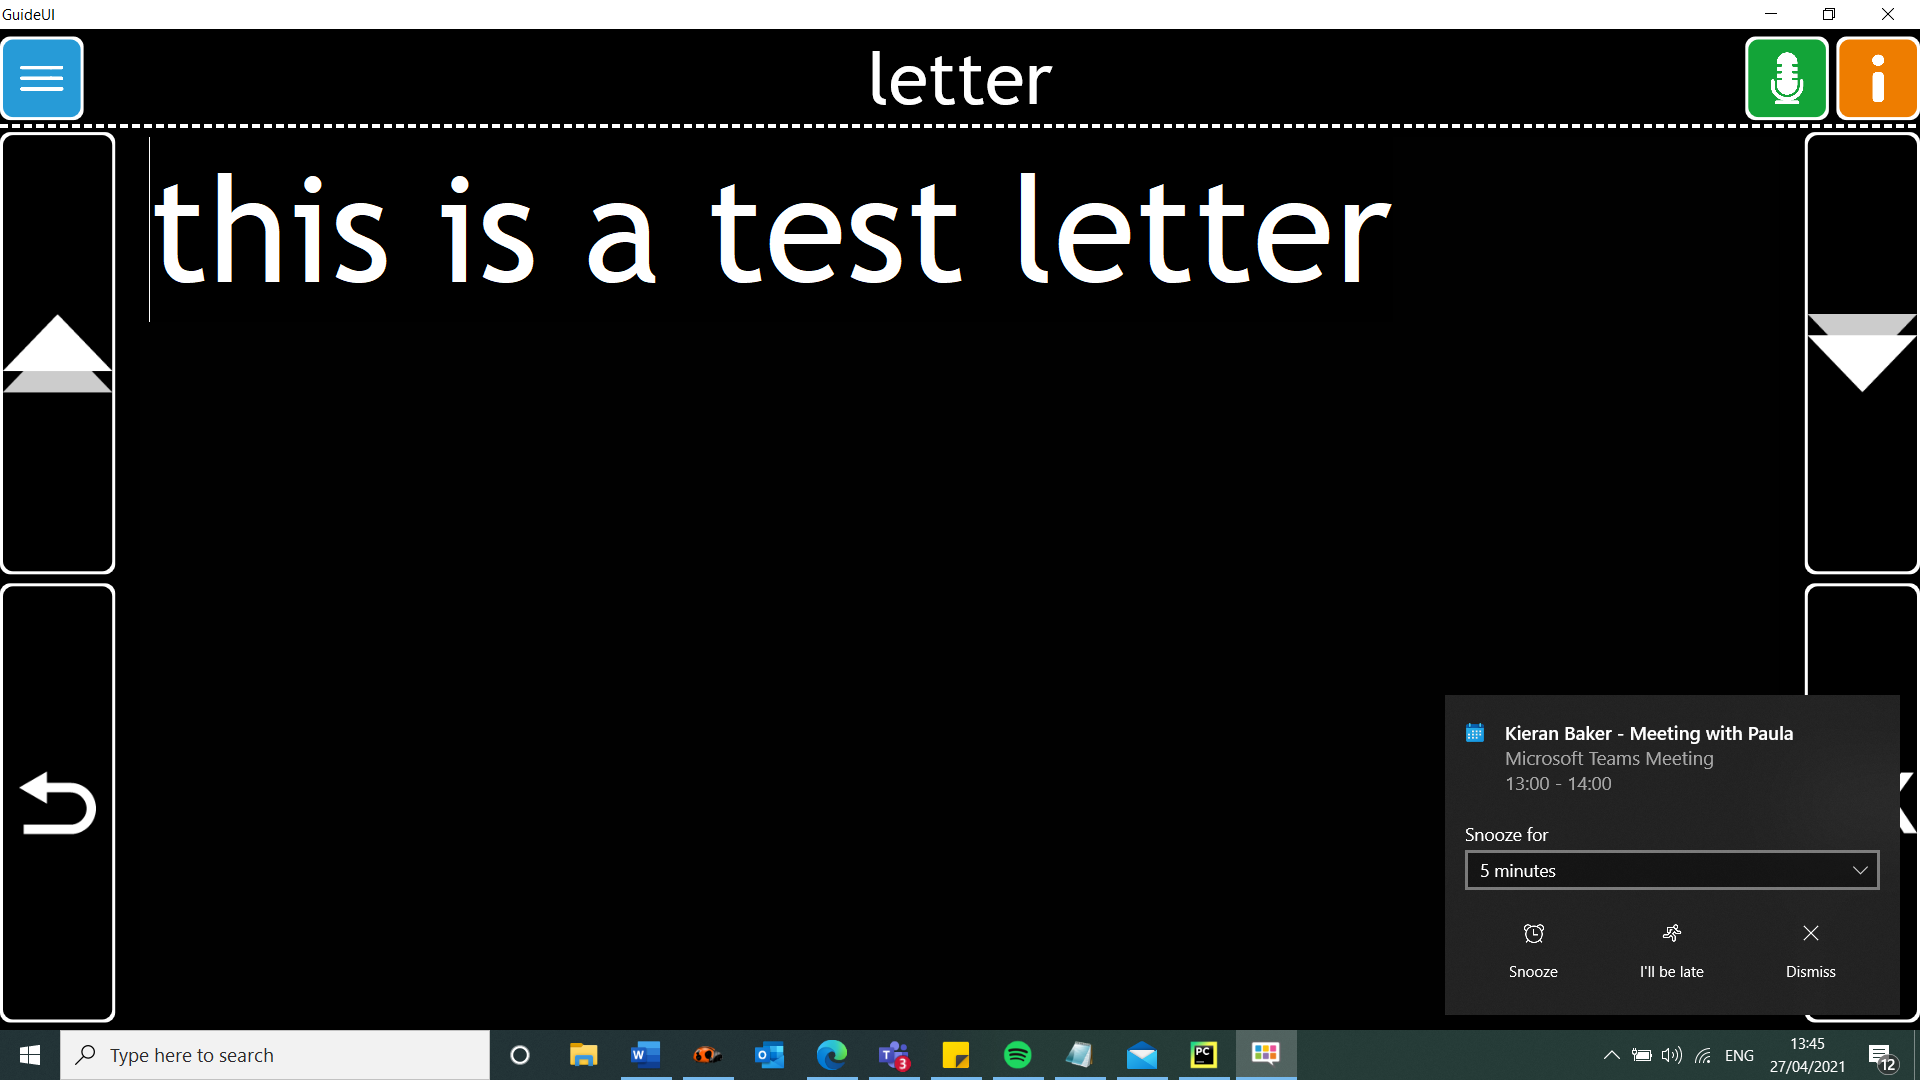 GuideUI
letter
this is a test letter
Kieran Baker - Meeting with Paula
Microsoft Teams Meeting
13:00 - 14:00
Snooze for
5 minutes
Snooze
I'll be late
Dismiss
Type here to search
W
O
T
3
PC
ENG
13:45
27/04/2021
12